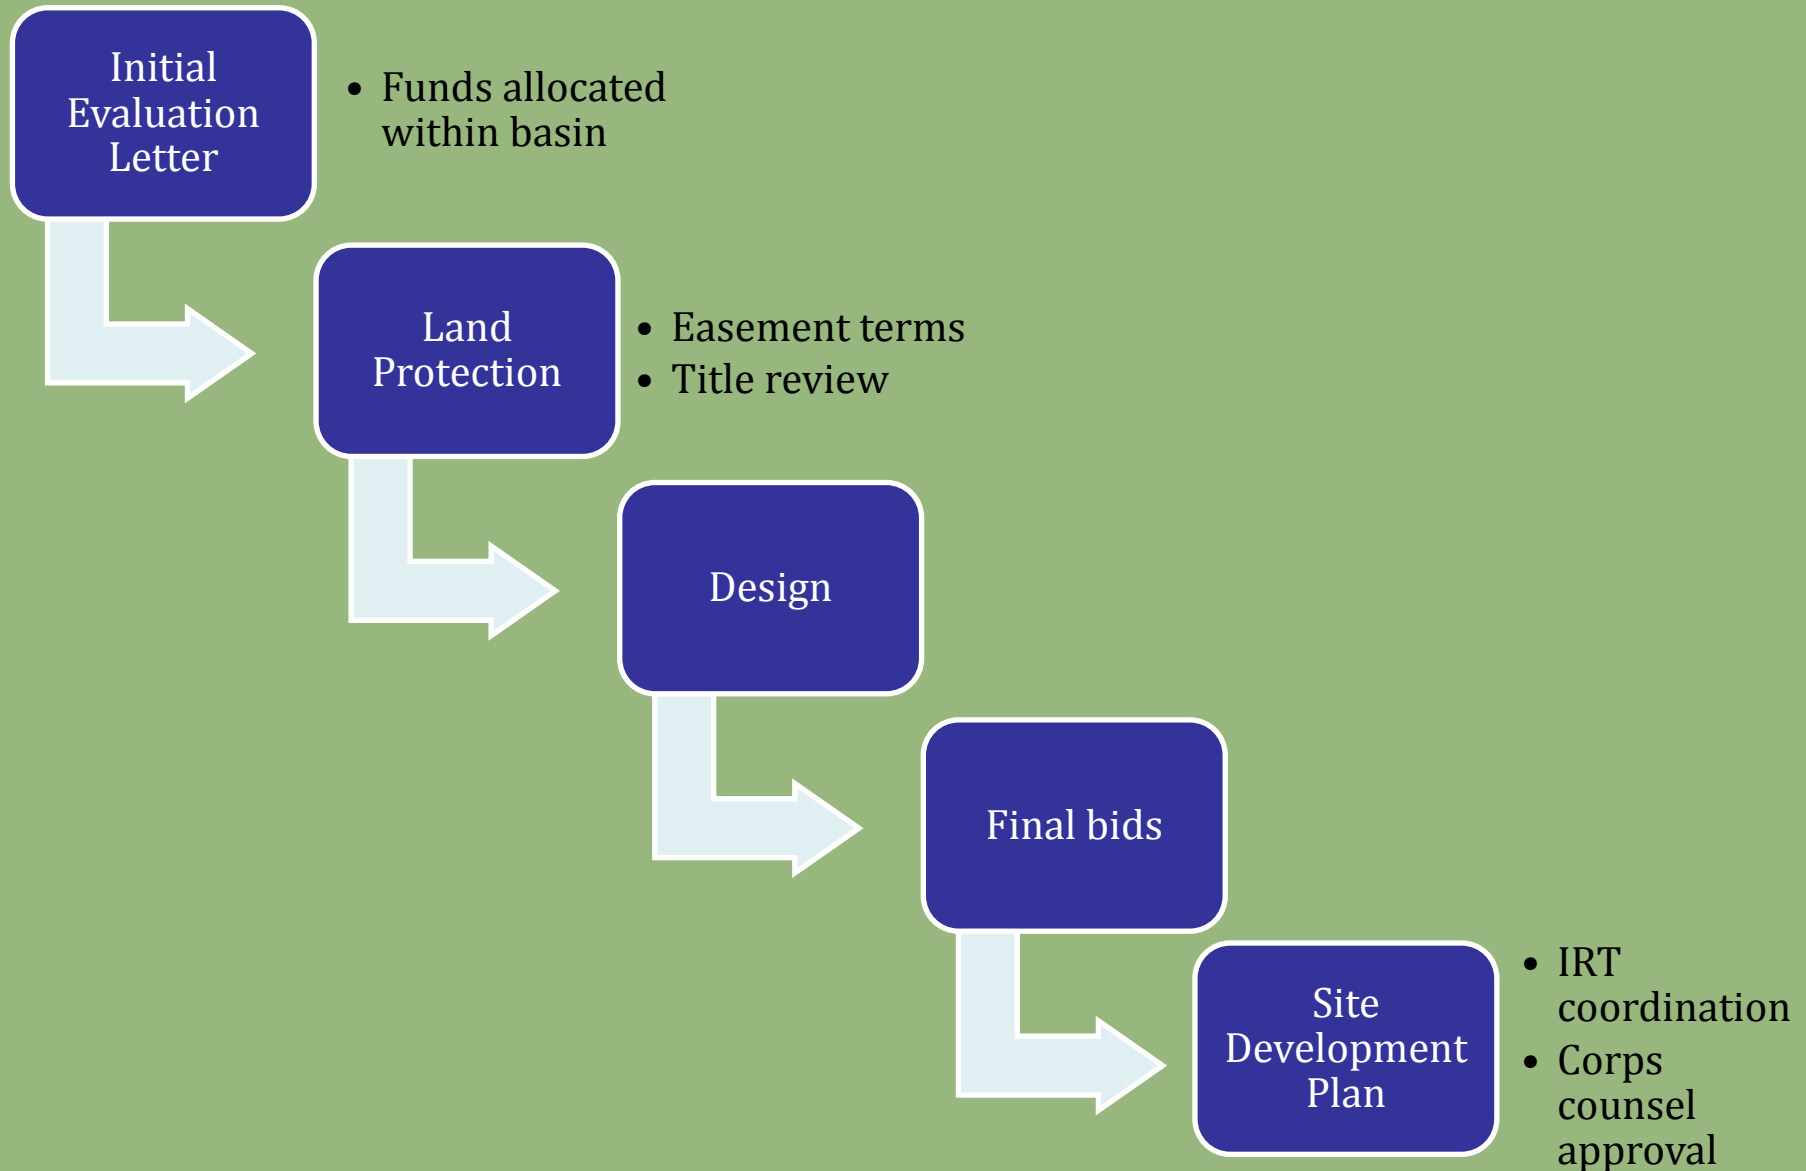 Initial
Evaluation
Letter
• Funds allocated
within basin
Land
Protection
• Easement terms
• Title review
Design
Final bids
Site
Development
Plan
• IRT
coordination
• Corps
counsel
approval